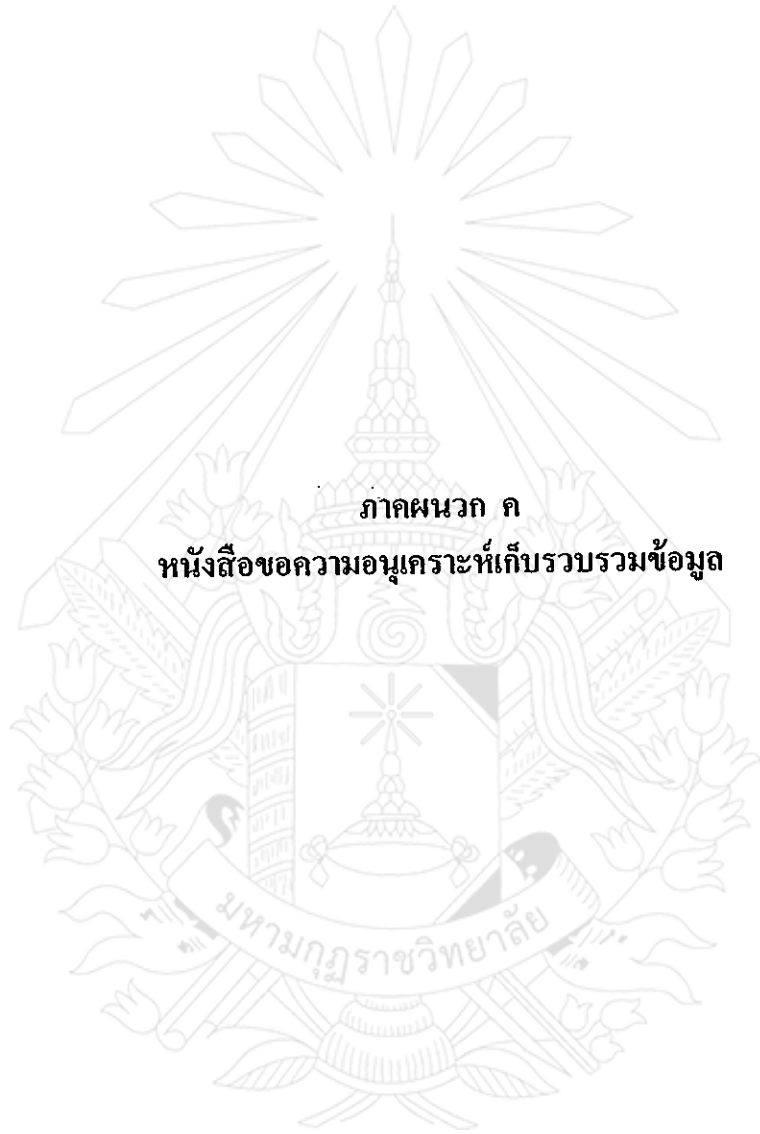 ภาคผนวก ค
หนังสือขอความอนุเคราะห์เก็บรวบรวมข้อมูล
มหามกุฏราชวิทยาลัย